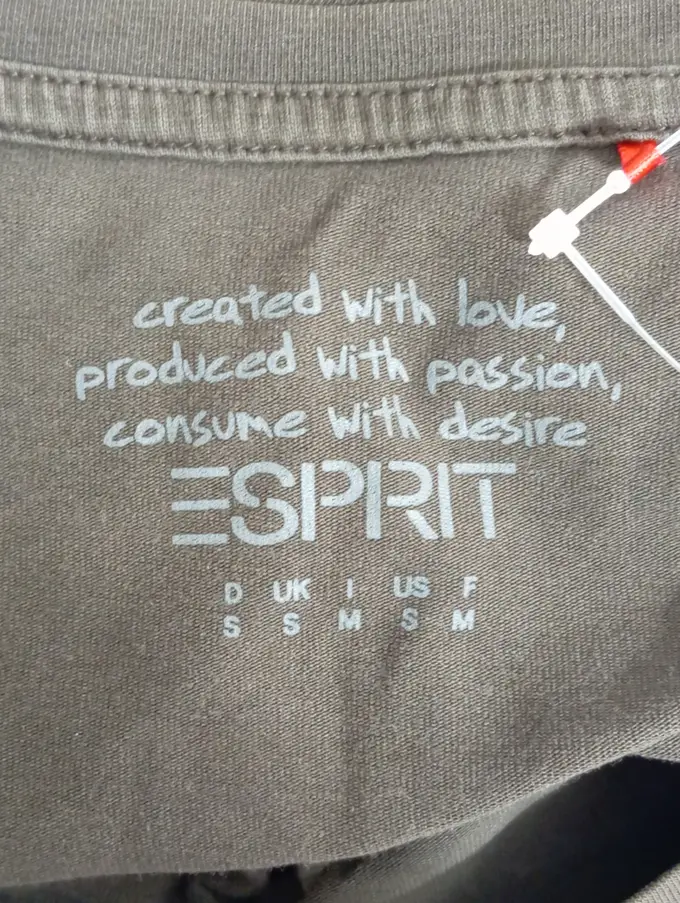 created with love,
produced with passion,
consume with desire
ESPRIT
D UK I US F
S S M S M